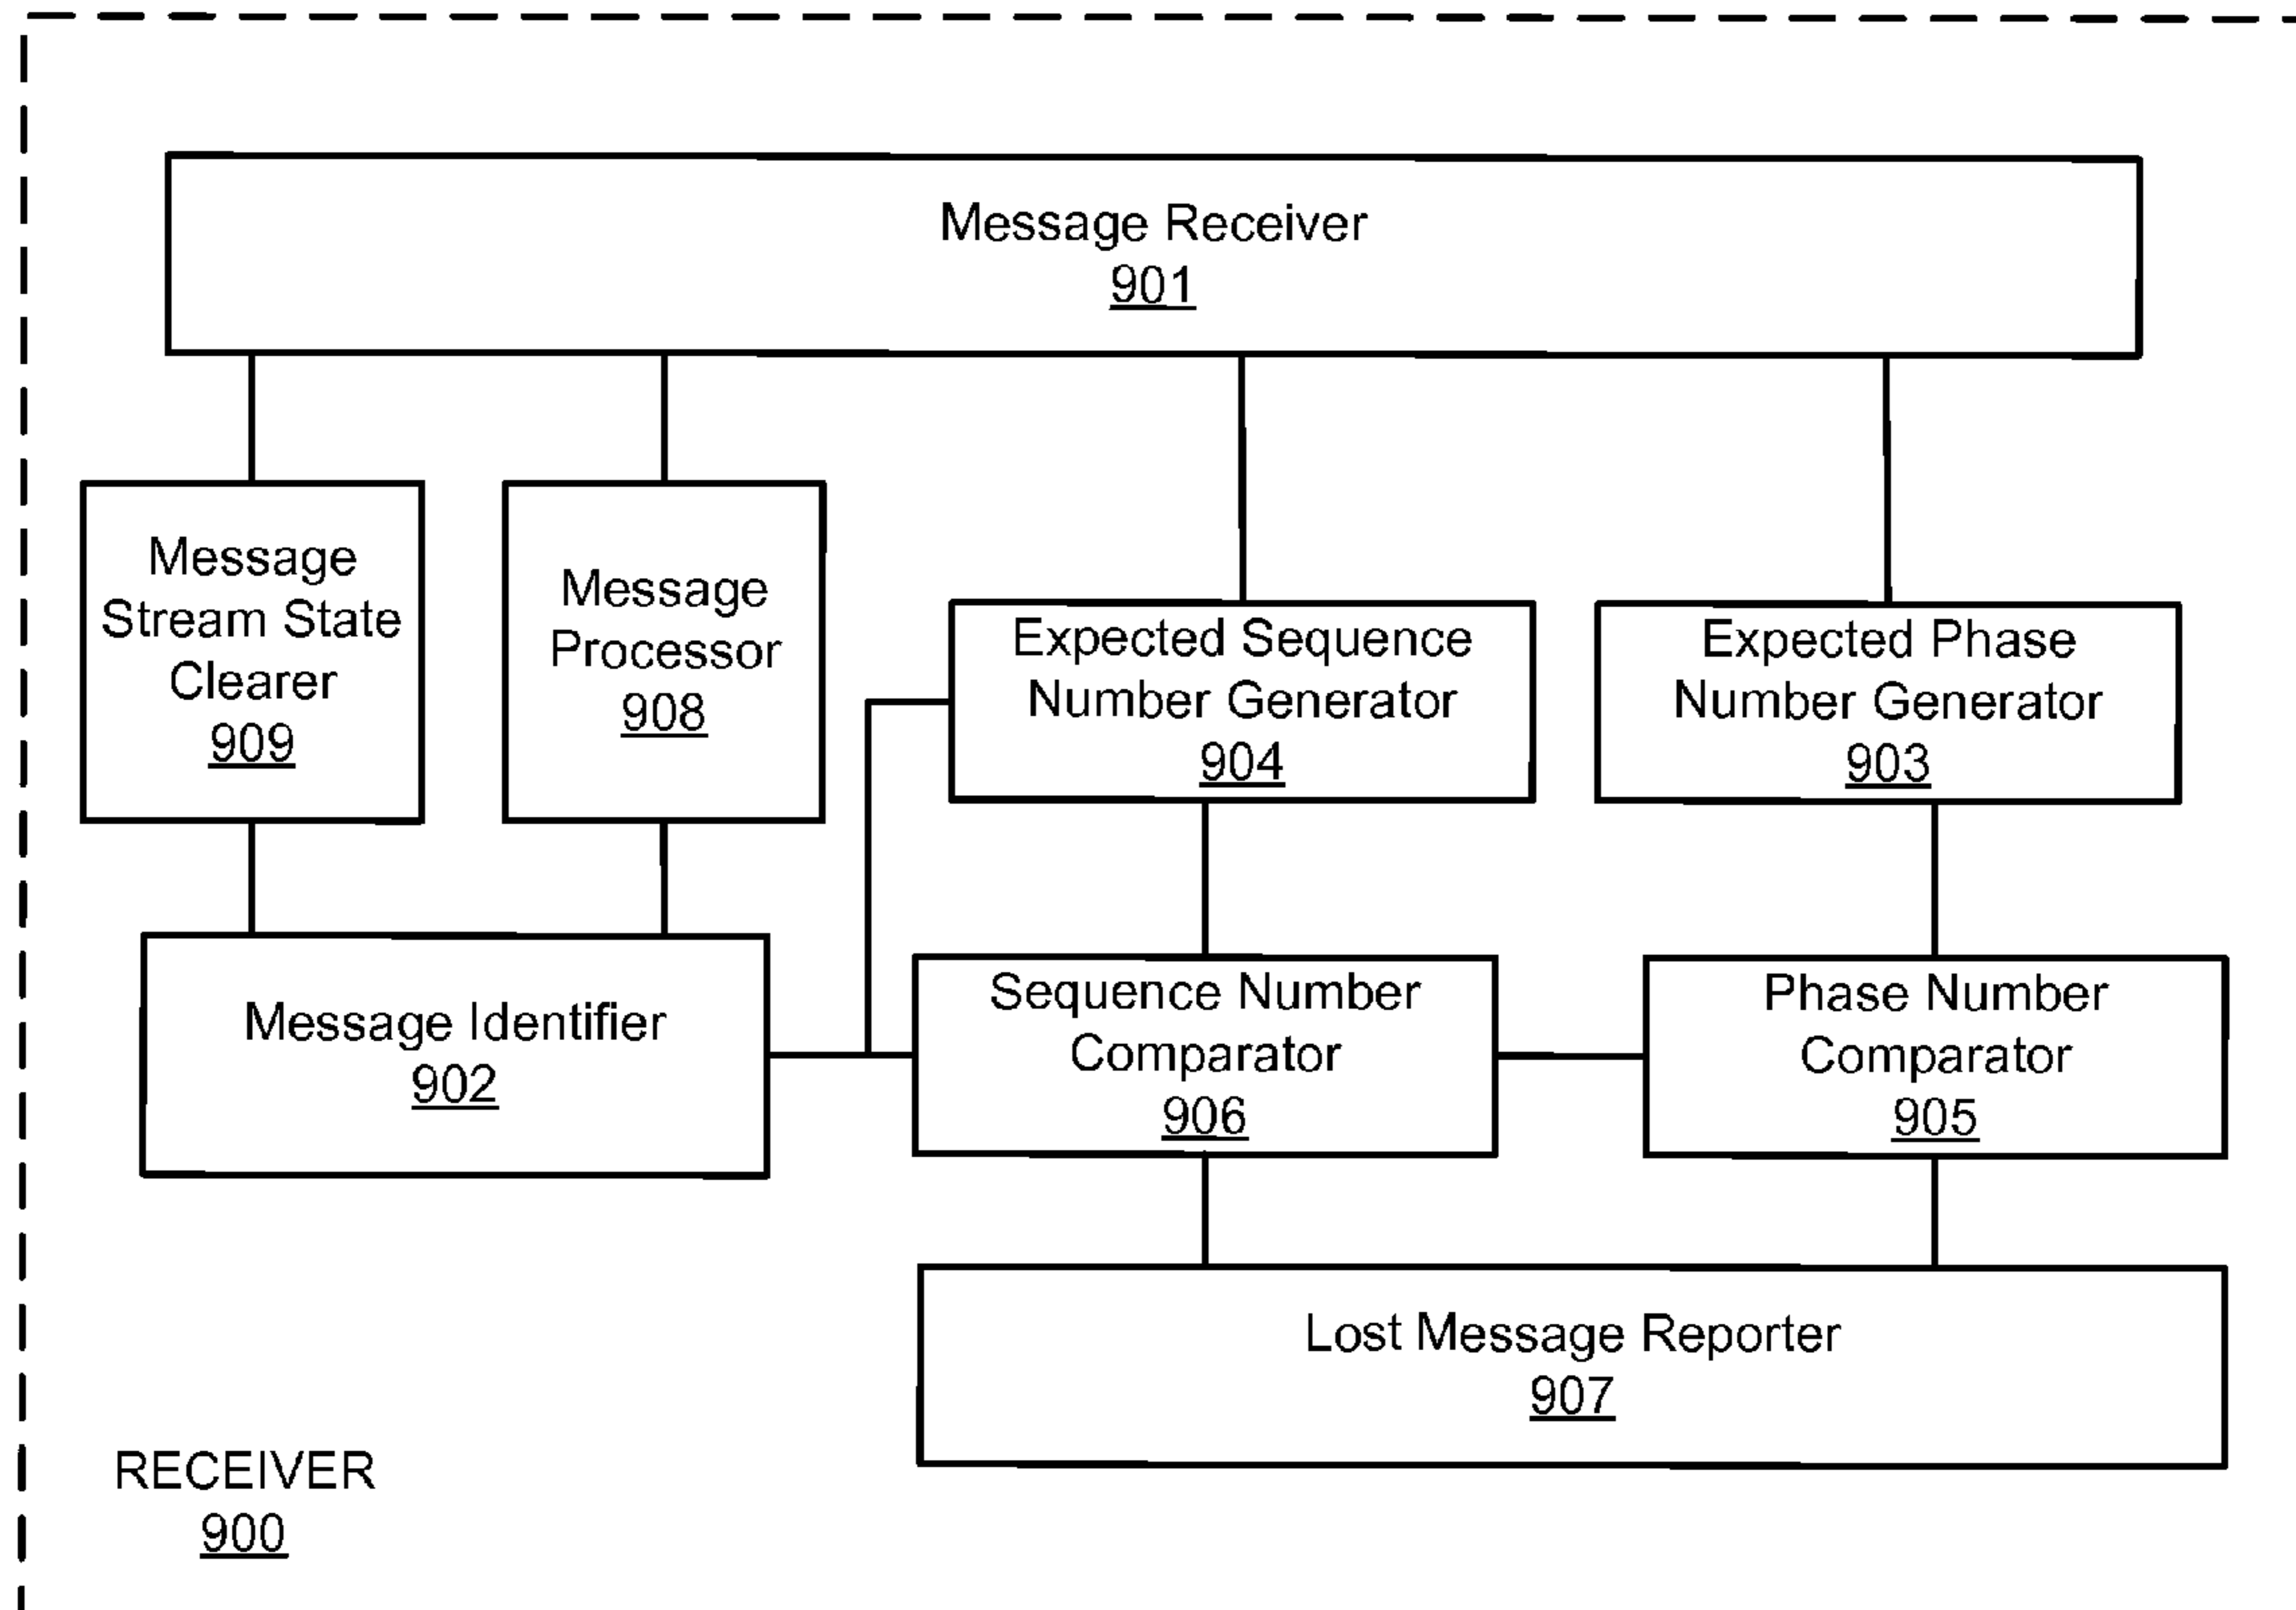 Message Receiver
901
Message
Stream State
Clearer
909
Message
Processor
908
Expected Sequence
Number Generator
904
Expected Phase
Number Generator
903
Message Identifier
902
Sequence Number
Comparator
906
Phase Number
Comparator
905
Lost Message Reporter
907
RECEIVER
900